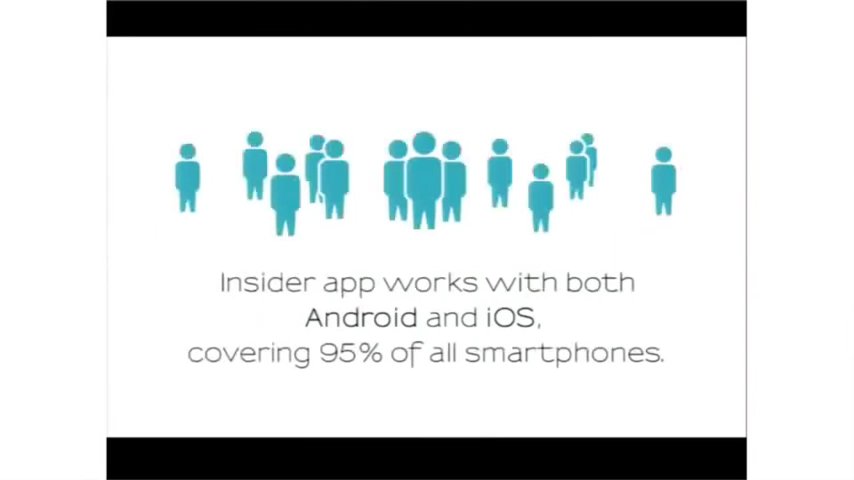 Insider app works with both
Android and iOS,
covering 95% of all smartphones.